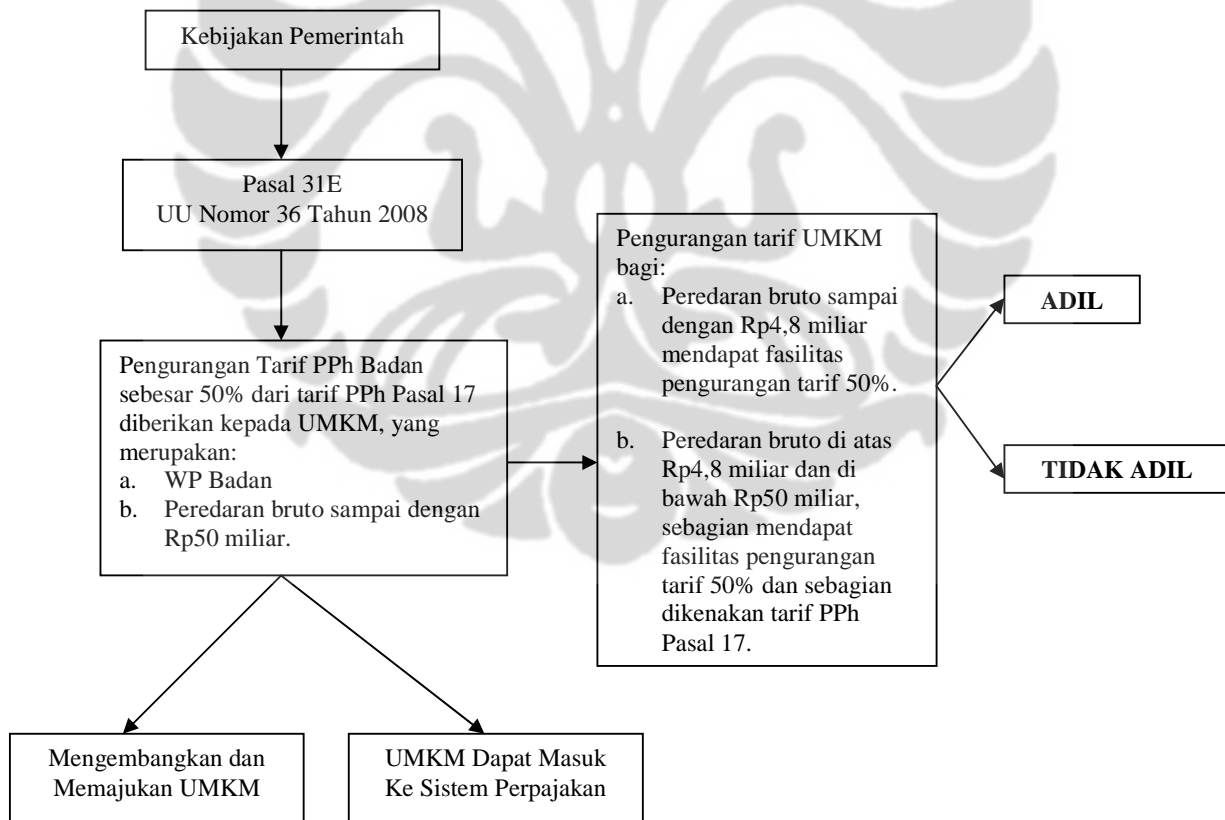 Kebijakan Pemerintah
Pasal 31E
UU Nomor 36 Tahun 2008
Pengurangan Tarif PPh Badan
sebesar 50% dari tarif PPh Pasal 17
diberikan kepada UMKM, yang
merupakan:
a. WP Badan
b. Peredaran bruto sampai dengan
Rp50 miliar.
Pengurangan tarif UMKM
bagi:
a. Peredaran bruto sampai
dengan Rp4,8 miliar
mendapat fasilitas
pengurangan tarif 50%.
b. Peredaran bruto di atas
Rp4,8 miliar dan di
bawah Rp50 miliar,
sebagian mendapat
fasilitas pengurangan
tarif 50% dan sebagian
dikenakan tarif PPh
Pasal 17.
ADIL
TIDAK ADIL
Mengembangkan dan
Memajukan UMKM
UMKM Dapat Masuk
Ke Sistem Perpajakan